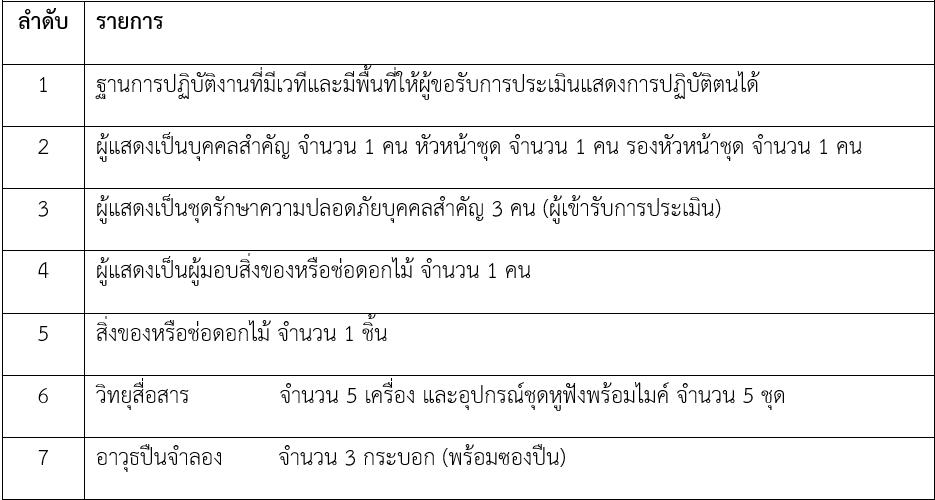 ลำดับ รายการ
1 ฐานการปฏิบัติงานที่มีเวทีและมีพื้นที่ให้ผู้ขอรับการประเมินแสดงการปฏิบัติตนได้
2 ผู้แสดงเป็นบุคคลสำคัญ จำนวน 1 คน หัวหน้าชุด จำนวน 1 คน รองหัวหน้าชุด จำนวน 1 คน
3 ผู้แสดงเป็นชุดรักษาความปลอดภัยบุคคลสำคัญ 3 คน (ผู้เข้ารับการประเมิน)
4 ผู้แสดงเป็นผู้มอบสิ่งของหรือช่อดอกไม้ จำนวน 1 คน
5 สิ่งของหรือช่อดอกไม้ จำนวน 1 ชิ้น
6 วิทยุสื่อสาร จำนวน 5 เครื่อง และอุปกรณ์ชุดหูฟังพร้อมไมค์ จำนวน 5 ชุด
7 อาวุธปืนจำลอง จำนวน 3 กระบอก (พร้อมซองปืน)